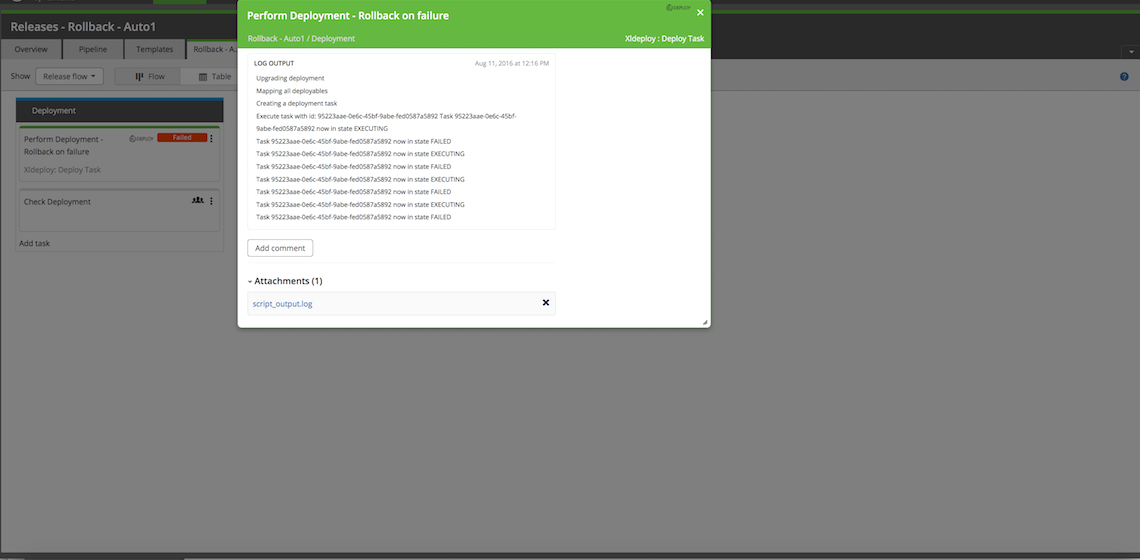 Releases - Rollback - Auto1
Overview
Pipeline
Templates
Rollback - A..
Show
Release flow
Flow
Table
Deployment
Perform Deployment -
Rollback on failure
DEPLOY
Failed
Xldeploy: Deploy Task
Check Deployment
Add task
DEPLOY
Perform Deployment - Rollback on failure
Rollback - Auto1 / Deployment
Xldeploy : Deploy Task
LOG OUTPUT
Aug 11, 2016 at 12:16 PM
Upgrading deployment
Mapping all deployables
Creating a deployment task
Execute task with id: 95223aae-0e6c-45bf-9abe-fed0587a5892 Task 95223aae-0e6c-45bf-
9abe-fed0587a5892 now in state EXECUTING
Task 95223aae-0e6c-45bf-9abe-fed0587a5892 now in state FAILED
Task 95223aae-0e6c-45bf-9abe-fed0587a5892 now in state EXECUTING
Task 95223aae-0e6c-45bf-9abe-fed0587a5892 now in state FAILED
Task 95223aae-0e6c-45bf-9abe-fed0587a5892 now in state EXECUTING
Task 95223aae-0e6c-45bf-9abe-fed0587a5892 now in state FAILED
Task 95223aae-0e6c-45bf-9abe-fed0587a5892 now in state EXECUTING
Task 95223aae-0e6c-45bf-9abe-fed0587a5892 now in state FAILED
Add comment
Attachments (1)
script_output.log